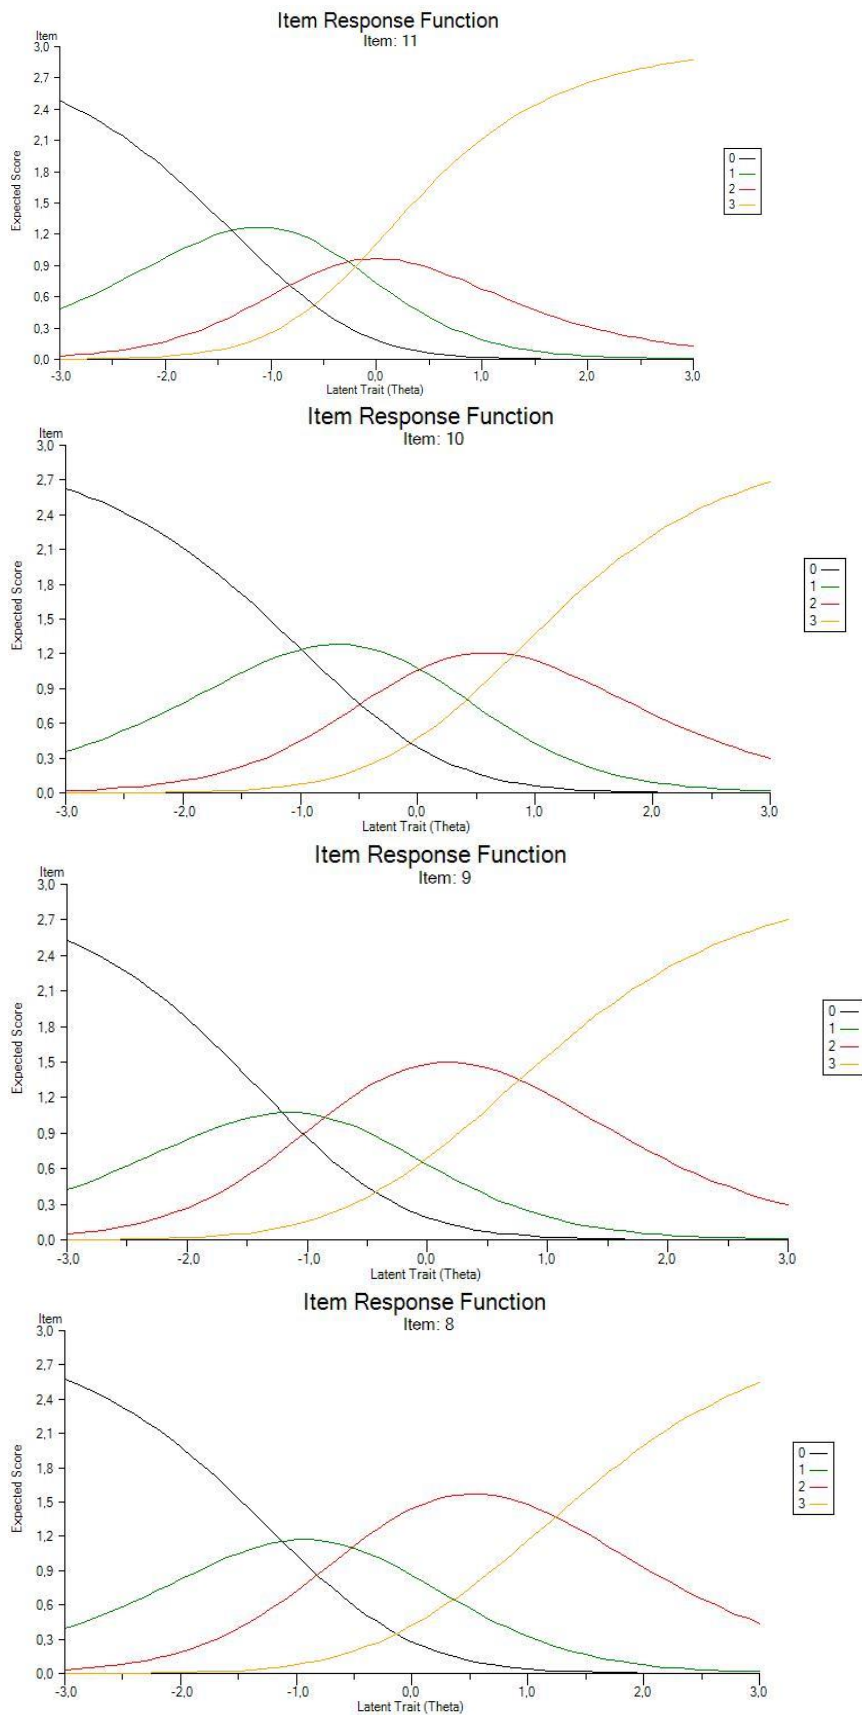 Item Response Function
Item: 11
Item
3,0
2,7
2,4
2,1
1,8
1,5
1,2
0,9
0,6
0,3
0,0
Expected Score
-3,0 -2,0 -1,0 0,0 1,0 2,0 3,0
Latent Trait (Theta)
0
1
2
3
Item Response Function
Item: 10
Item
3,0
2,7
2,4
2,1
1,8
1,5
1,2
0,9
0,6
0,3
0,0
Expected Score
-3,0 -2,0 -1,0 0,0 1,0 2,0 3,0
Latent Trait (Theta)
0
1
2
3
Item Response Function
Item: 9
Item
3,0
2,7
2,4
2,1
1,8
1,5
1,2
0,9
0,6
0,3
0,0
Expected Score
-3,0 -2,0 -1,0 0,0 1,0 2,0 3,0
Latent Trait (Theta)
0
1
2
3
Item Response Function
Item: 8
Item
3,0
2,7
2,4
2,1
1,8
1,5
1,2
0,9
0,6
0,3
0,0
Expected Score
-3,0 -2,0 -1,0 0,0 1,0 2,0 3,0
Latent Trait (Theta)
0
1
2
3